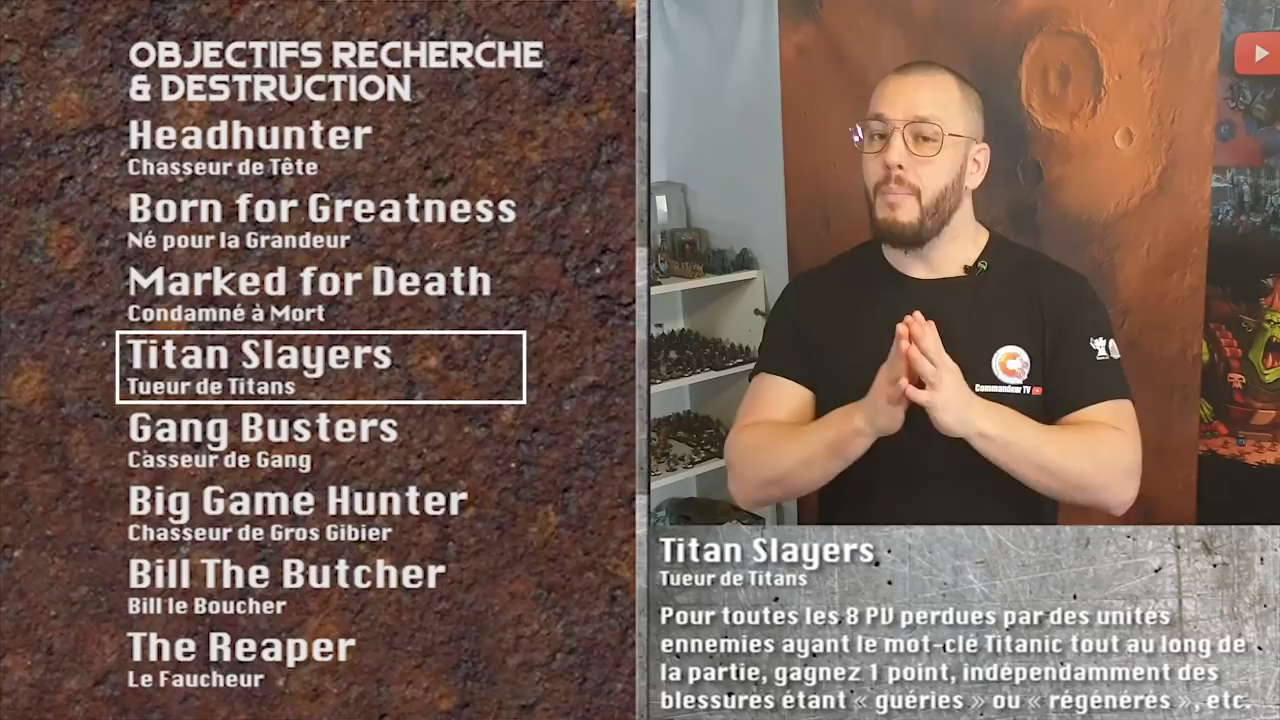 OBJECTIFS RECHERCHE
& DESTRUCTION
Headhunter
Chasseur de Tête
Born for Greatness
Né pour la Grandeur
Marked for Death
Condamné à Mort
Titan Slayers
Tueur de Titans
Gang Busters
Casseur de Gang
Big Game Hunter
Chasseur de Gros Gibier
Bill The Butcher
Bill le Boucher
The Reaper
Le Faucheur
Commandeur TV
Titan Slayers
Tueur de Titans
Pour toutes les 8 PV perdues par des unités
ennemies ayant le mot-clé Titanic tout au long de
la partie, gagnez 1 point, indépendamment des
blessures étant « guéries » ou « régénérés », etc.